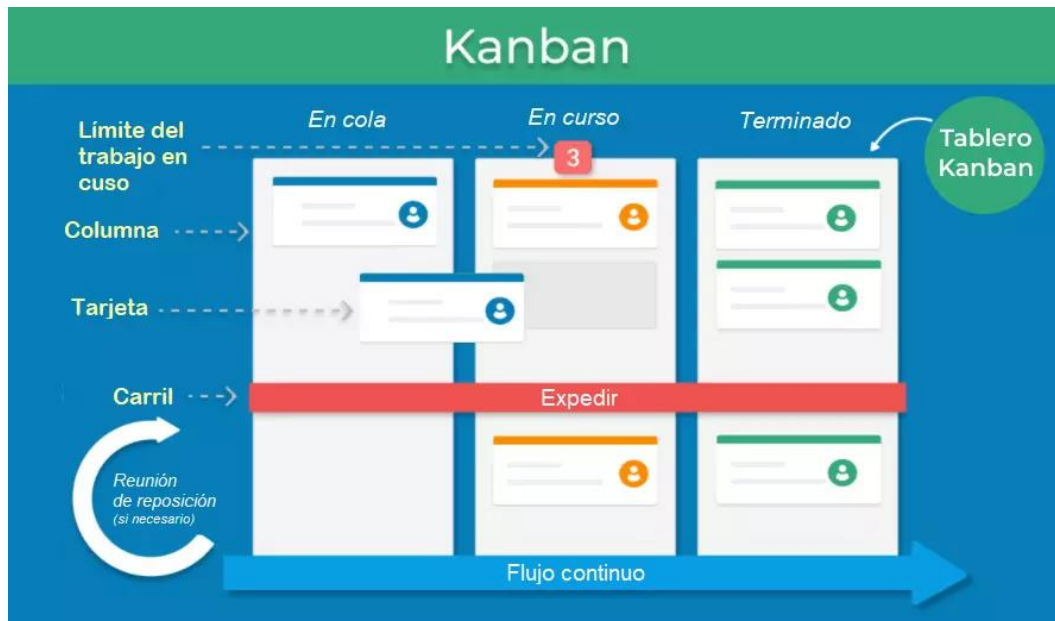 Kanban
En cola
En curso
Terminado
Límite del
trabajo en
cuso
3
Tablero
Kanban
Columna
Tarjeta
Carril
Expedir
Reunión
de reposición
(si necesario)
Flujo continuo